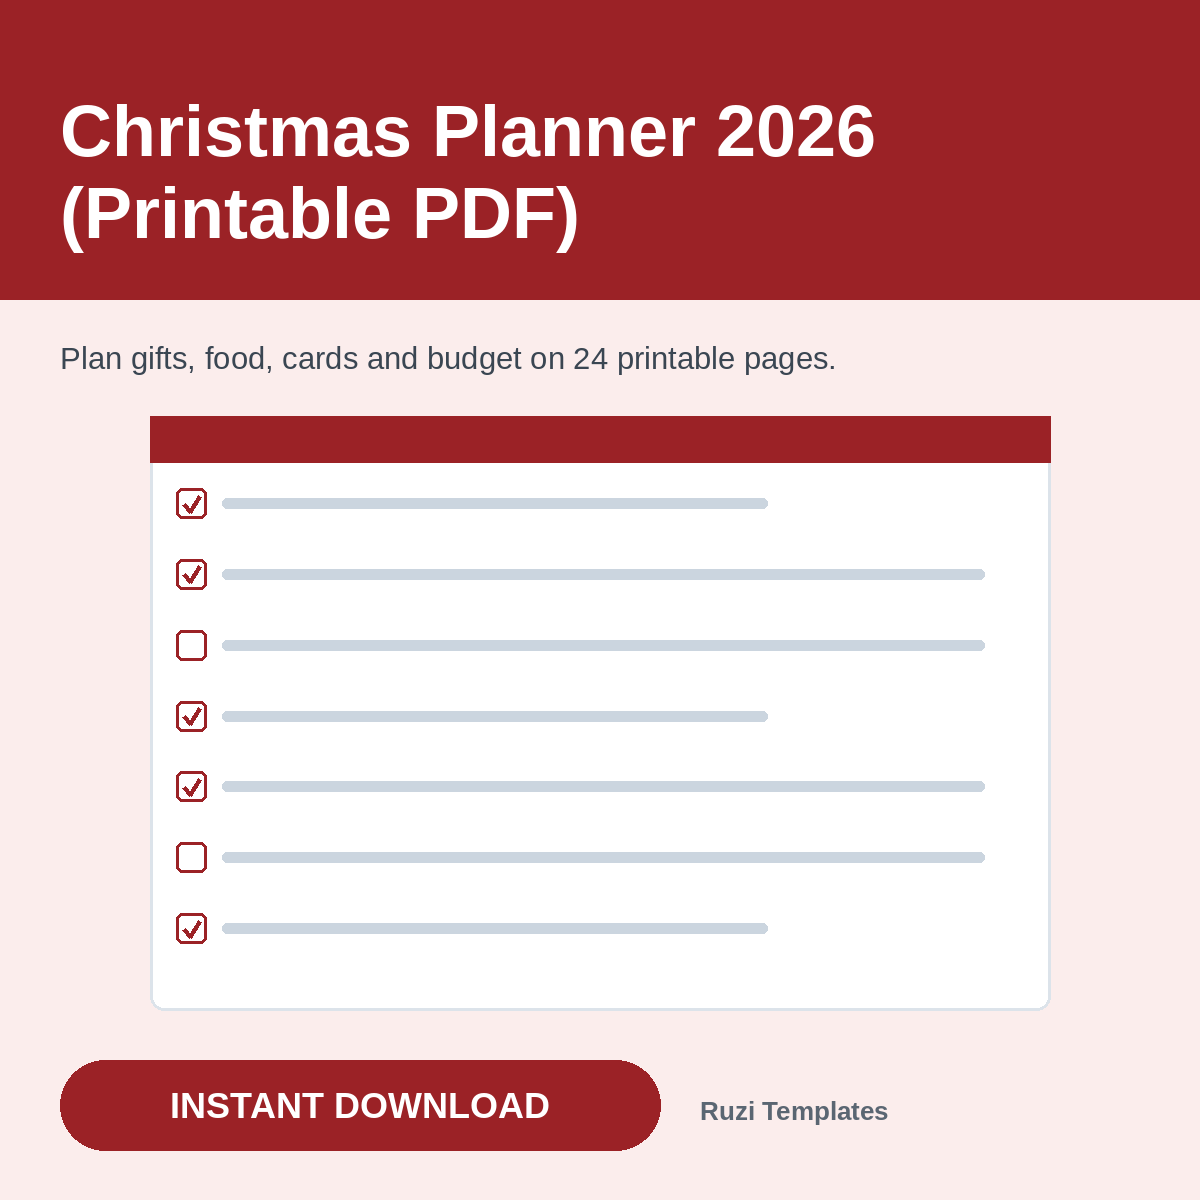 Christmas Planner 2026
(Printable PDF)
Plan gifts, food, cards and budget on 24 printable pages.
INSTANT DOWNLOAD
Ruzi Templates